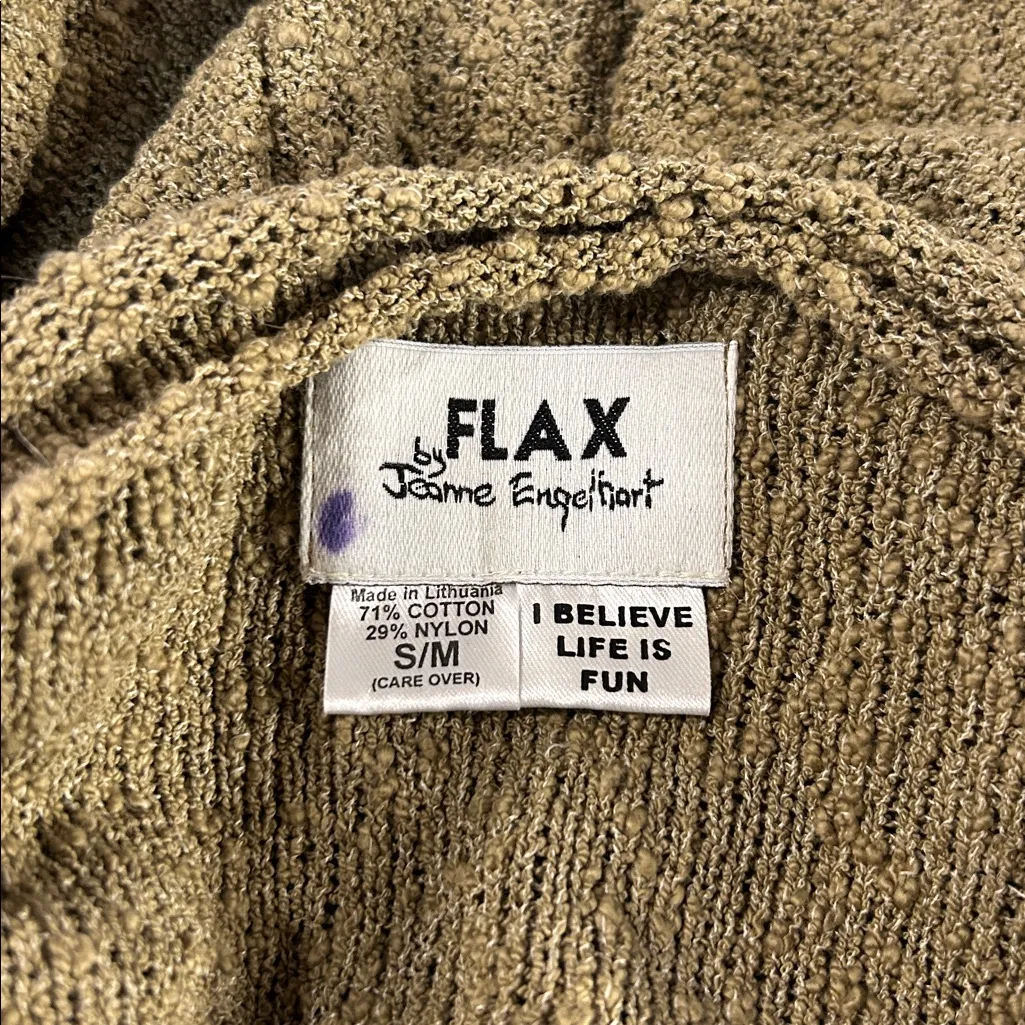 FLAX
by
Jeanne Engelhart
Made in Lithuania
71% COTTON
29% NYLON
S/M
(CARE OVER)
I BELIEVE
LIFE IS
FUN